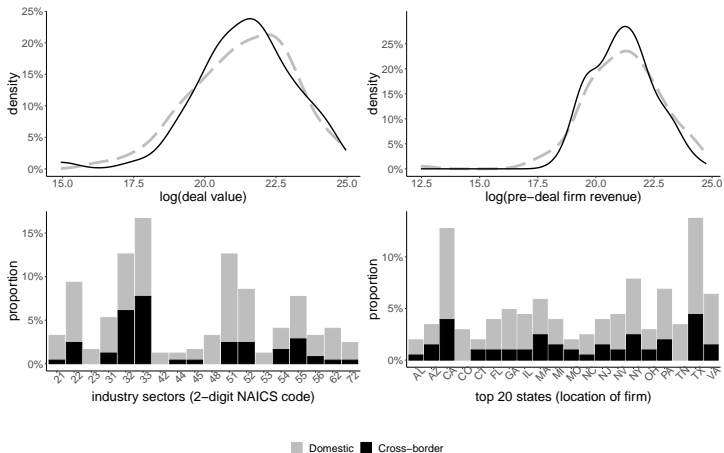 25%
20%
15%
10%
5%
0%
density
15.0 17.5 20.0 22.5 25.0
log(deal value)
30%
25%
20%
15%
10%
5%
0%
density
12.5 15.0 17.5 20.0 22.5 25.0
log(pre−deal firm revenue)
15%
10%
5%
0%
proportion
21 22 23 31 32 33 42 44 45 48 51 52 53 54 55 56 62 72
industry sectors (2−digit NAICS code)
10%
5%
0%
proportion
AL AZ CA CO CT FL GA IL MA MI MO NC NJ NV NY OH PA TN TX VA
top 20 states (location of firm)
Domestic Cross−border